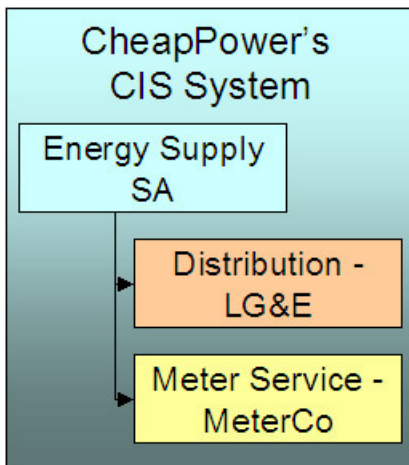 CheapPower's
CIS System
Energy Supply
SA
Distribution -
LG&E
Meter Service -
MeterCo